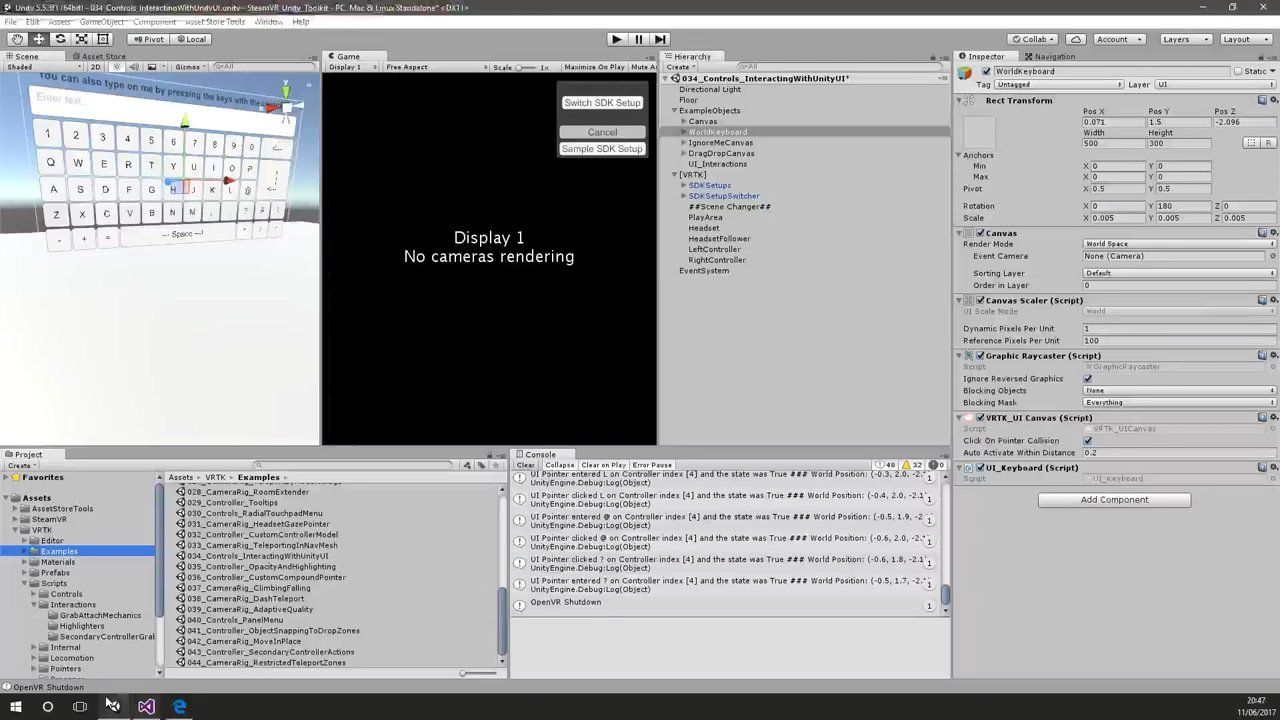 Unity 5.5.3f1 (64bit) - 034_Controls_InteractingWithUnityUI.unity - SteamVR_Unity_Toolkit - PC, Mac & Linux Standalone* <DX11>
File Edit Assets GameObject Component Asset Store Tools Window Help
Pivot Local Collab Account Layers Layout
Scene Asset Store
Shaded 2D Gizmos All
You can also type on me by pressing the keys with the
Enter text...
1 2 3 4 5 6 7 8 9 0
Q W E R T Y U I O P
A S D F G H J K L @
Z X C V B N M
- + = --- Space ---
Game
Display 1 Free Aspect Scale 1x Maximize On Play Mute A
Switch SDK Setup
Cancel
Sample SDK Setup
Display 1
No cameras rendering
Hierarchy
Create All
034_Controls_InteractingWithUnityUI*
Directional Light
Floor
ExampleObjects
Canvas
WorldKeyboard
IgnoreMeCanvas
DragDropCanvas
UI_Interactions
[VRTK]
SDKSetups
SDKSetupSwitcher
##Scene Changer##
PlayArea
Headset
HeadsetFollower
LeftController
RightController
EventSystem
Inspector Navigation
WorldKeyboard Static
Tag Untagged Layer UI
Rect Transform
Pos X Pos Y Pos Z
0.071 1.5 -2.096
Width Height
500 300 R
Anchors
Min X 0 Y 0
Max X 0 Y 0
Pivot X 0.5 Y 0.5
Rotation X 0 Y 180 Z 0
Scale X 0.005 Y 0.005 Z 0.005
Canvas
Render Mode World Space
Event Camera None (Camera)
Sorting Layer Default
Order in Layer 0
Canvas Scaler (Script)
UI Scale Mode World
Dynamic Pixels Per Unit 1
Reference Pixels Per Unit 100
Graphic Raycaster (Script)
Script GraphicRaycaster
Ignore Reversed Graphics
Blocking Objects None
Blocking Mask Everything
VRTK_UI Canvas (Script)
Script VRTK_UICanvas
Click On Pointer Collision
Auto Activate Within Distance 0.2
UI_Keyboard (Script)
Script UI_Keyboard
Add Component
Project
Create
Favorites
Assets
AssetStoreTools
SteamVR
VRTK
Editor
Examples
Materials
Prefabs
Scripts
Controls
Interactions
GrabAttachMechanics
Highlighters
SecondaryControllerGrab
Internal
Locomotion
Pointers
Assets VRTK Examples
028_CameraRig_RoomExtender
029_Controller_Tooltips
030_Controls_RadialTouchpadMenu
031_CameraRig_HeadsetGazePointer
032_Controller_CustomControllerModel
033_CameraRig_TeleportingInNavMesh
034_Controls_InteractingWithUnityUI
035_Controller_OpacityAndHighlighting
036_Controller_CustomCompoundPointer
037_CameraRig_ClimbingFalling
038_CameraRig_DashTeleport
039_CameraRig_AdaptiveQuality
040_Controls_PanelMenu
041_Controller_ObjectSnappingToDropZones
042_CameraRig_MoveInPlace
043_Controller_SecondaryControllerActions
044_CameraRig_RestrictedTeleportZones
Console
Clear Collapse Clear on Play Error Pause 48 32 0
UI Pointer entered L on Controller index [4] and the state was True ### World Position: (-0.5, 2.0, -2.1
UnityEngine.Debug:Log(Object) 1
UI Pointer clicked L on Controller index [4] and the state was True ### World Position: (-0.4, 2.0, -2.
UnityEngine.Debug:Log(Object) 1
UI Pointer entered @ on Controller index [4] and the state was True ### World Position: (-0.5, 1.9, -2.
UnityEngine.Debug:Log(Object) 1
UI Pointer clicked @ on Controller index [4] and the state was True ### World Position: (-0.6, 2.0, -2.
UnityEngine.Debug:Log(Object) 1
UI Pointer clicked ? on Controller index [4] and the state was True ### World Position: (-0.6, 1.8, -2.
UnityEngine.Debug:Log(Object) 1
UI Pointer entered ? on Controller index [4] and the state was True ### World Position: (-0.5, 1.7, -2.
UnityEngine.Debug:Log(Object) 1
OpenVR Shutdown 1
OpenVR Shutdown
20:47
11/06/2017